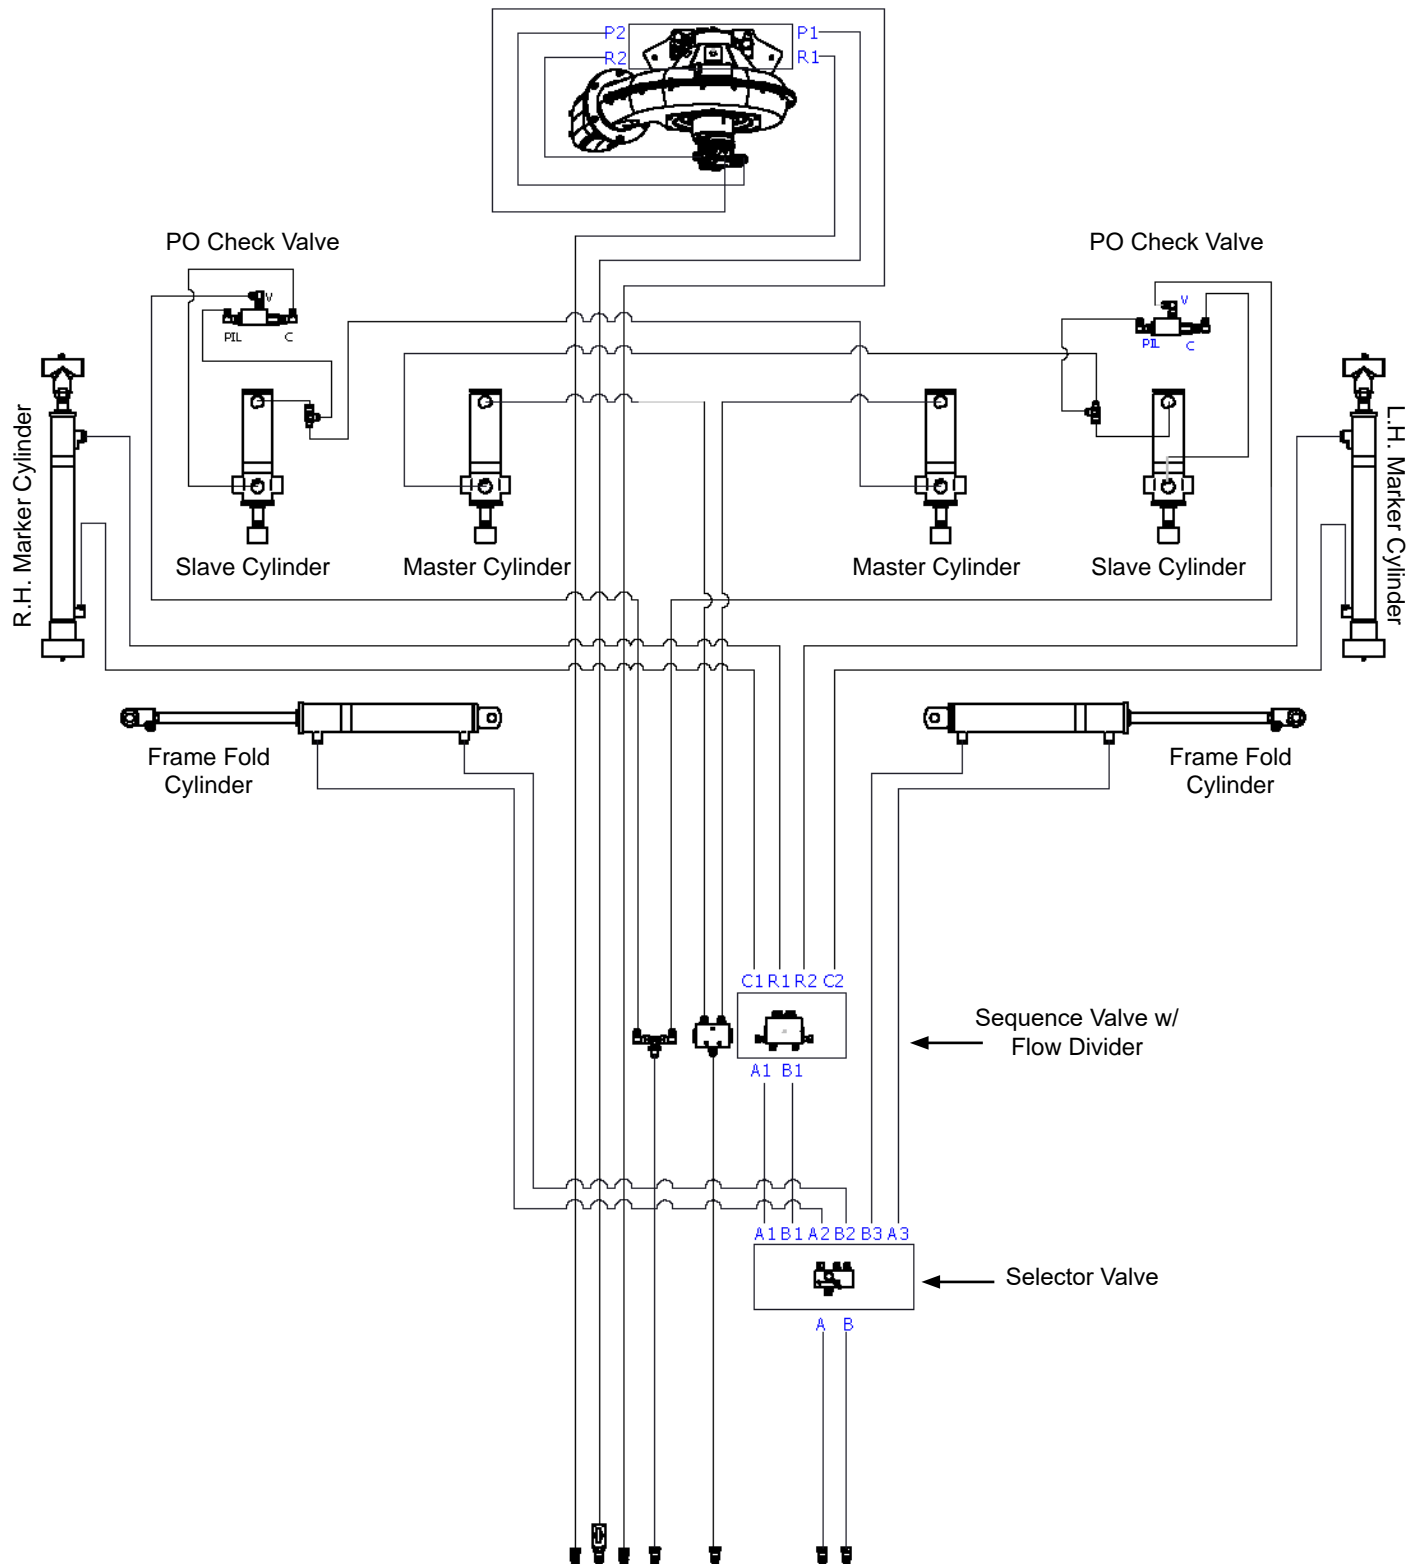 P2
P1
R2
R1
PO Check Valve
PO Check Valve
V
V
PIL
C
PIL
C
R.H. Marker Cylinder
L.H. Marker Cylinder
Slave Cylinder
Master Cylinder
Master Cylinder
Slave Cylinder
Frame Fold
Cylinder
Frame Fold
Cylinder
C1 R1 R2 C2
Sequence Valve w/
Flow Divider
A1 B1
A1 B1 A2 B2 B3 A3
Selector Valve
A B